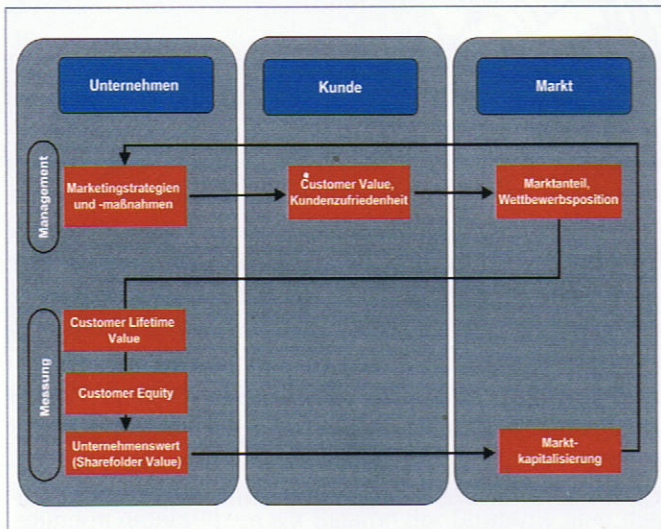 Unternehmen
Kunde
Markt
Management
Marketingstrategien
und -maßnahmen
Customer Value,
Kundenzufriedenheit
Marktanteil,
Wettbewerbsposition
Messung
Customer Lifetime
Value
Customer Equity
Unternehmenswert
(Sharefolder Value)
Markt-
kapitalisierung